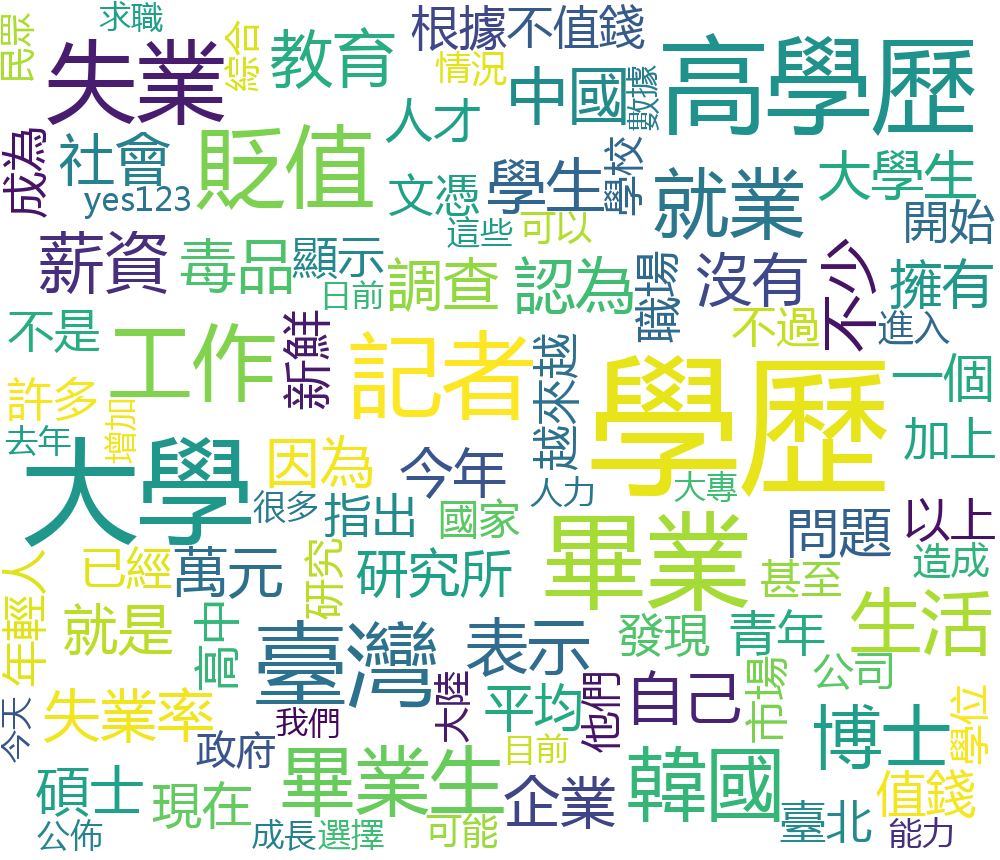 求職
民眾
失業
綜合
教育
根據
不值錢
情況
高學歷
中國
數據
人才
成為
社會
貶值
yes123
文憑
學生
學校
就業
大學生
開始
這些
可以
薪資
毒品
顯示
日前
調查
認為
職場
沒有
不少
擁有
不是
工作
新鮮
記者
越來越
不過
進入
學歷
一個
許多
增加
去年
大學
因為
今年
加上
很多
指出
國家
人力
大專
畢業
問題
以上
造成
年輕人
已經
萬元
研究
研究所
甚至
就是
高中
臺灣
表示
發現
青年
生活
失業率
今天
我們
大陸
平均
他們
自己
市場
公司
博士
學位
政府
目前
碩士
現在
畢業生
企業
韓國
值錢
公佈
成長
選擇
可能
臺北
能力